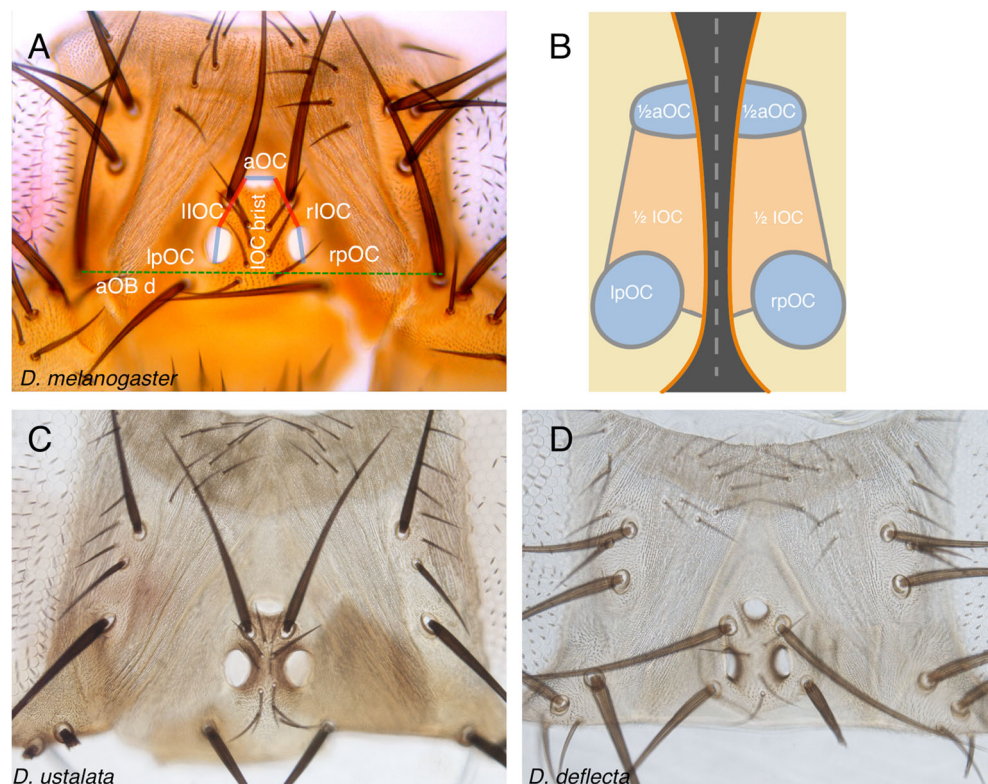 A
aOC
lIOC
rIOC
IOC brist
lpOC
rpOC
aOB d
D. melanogaster
B
½aOC
½aOC
½ IOC
½ IOC
lpOC
rpOC
C
D. ustalata
D
D. deflecta